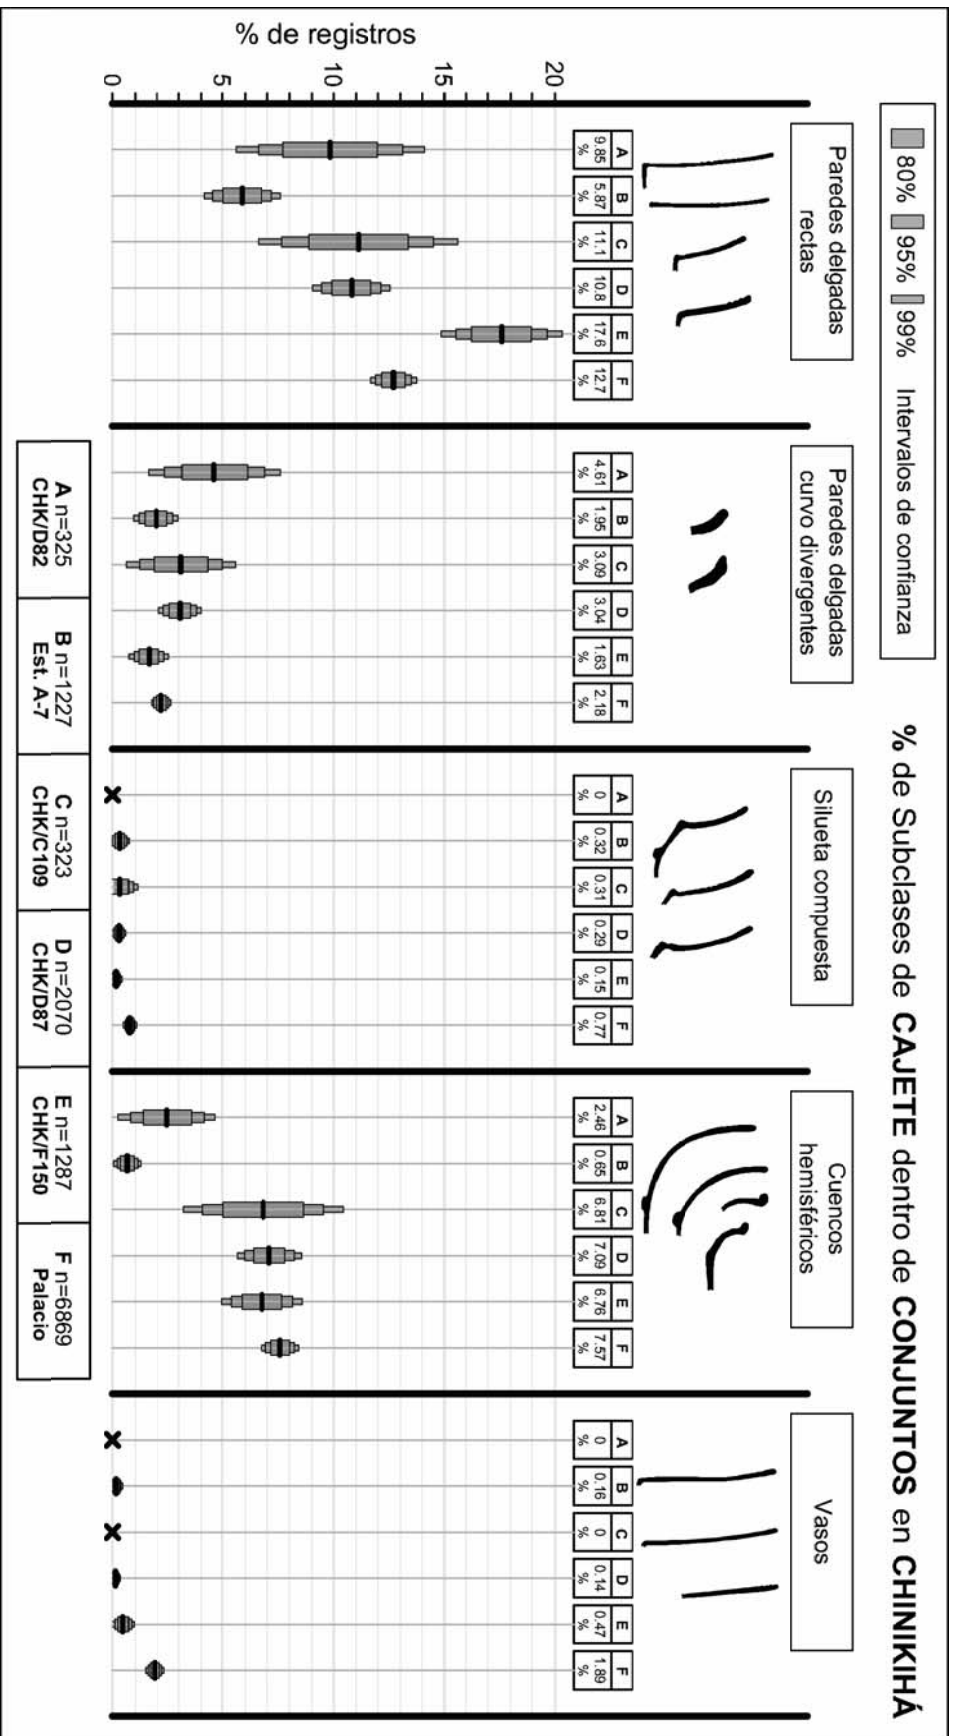 % de Subclases de CAJETE dentro de CONJUNTOS en CHINIKIHÁ
80% 95% 99% Intervalos de confianza
Paredes delgadas
rectas
Paredes delgadas
curvo divergentes
Silueta compuesta
Cuencos
hemisféricos
Vasos
A B C D E F
9.85 5.87 11.1 10.8 17.6 12.7
% % % % % %
A B C D E F
4.61 1.95 3.09 3.04 1.63 2.18
% % % % % %
A B C D E F
0 0.32 0.31 0.29 0.15 0.77
% % % % % %
A B C D E F
2.46 0.65 6.81 7.09 6.76 7.57
% % % % % %
A B C D E F
0 0.16 0 0.14 0.47 1.89
% % % % % %
% de registros
20
15
10
5
0
A n=325
CHK/D82
B n=1227
Est. A-7
C n=323
CHK/C109
D n=2070
CHK/D87
E n=1287
CHK/F150
F n=6869
Palacio